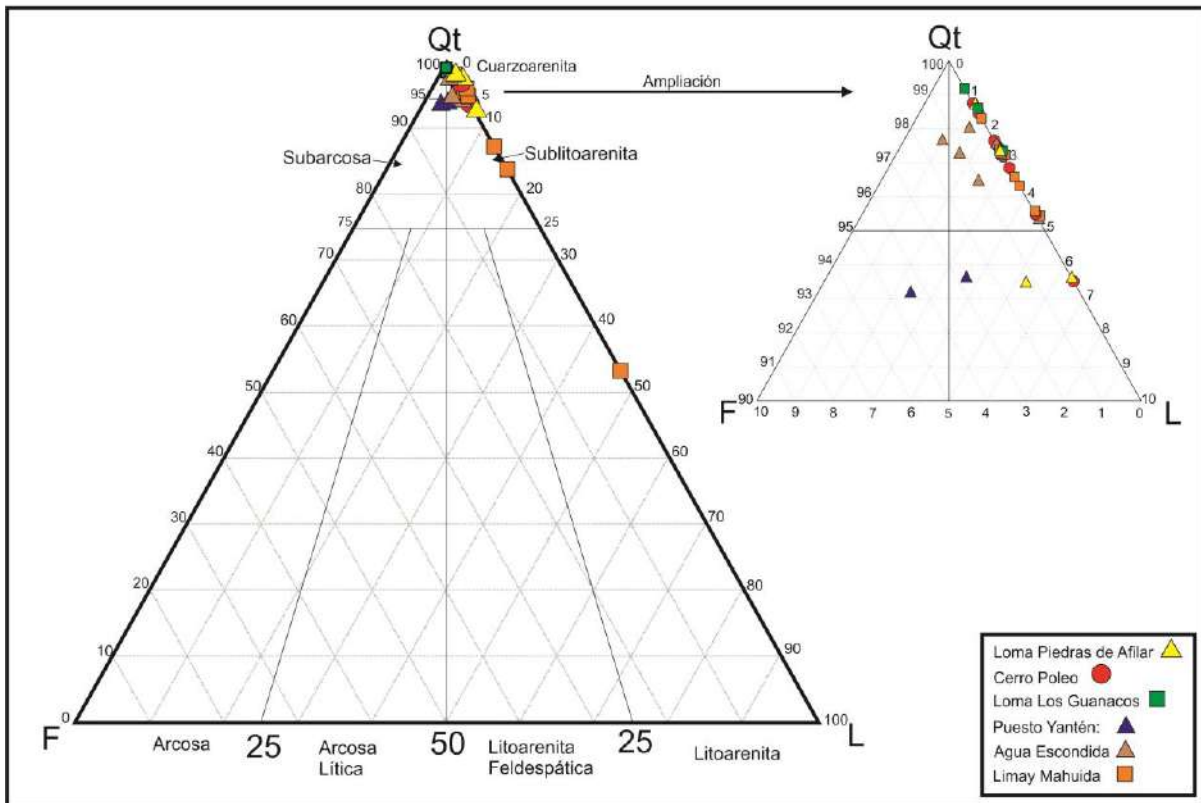 Qt
100
0
Cuarzoarenita
95
5
90
10
Subarcosa
Sublitoarenita
80
20
75
25
70
30
60
40
50
50
40
60
30
70
20
80
10
90
0
100
F
L
Arcosa
25
Arcosa
Lítica
50
Litoarenita
Feldespática
25
Litoarenita
Ampliación
Qt
100
0
99
1
98
2
97
3
96
4
95
5
94
6
93
7
92
8
91
9
90
F
10
9
8
7
6
5
4
3
2
1
0
10
L
Loma Piedras de Afilar
Cerro Poleo
Loma Los Guanacos
Puesto Yantén:
Agua Escondida
Limay Mahuida